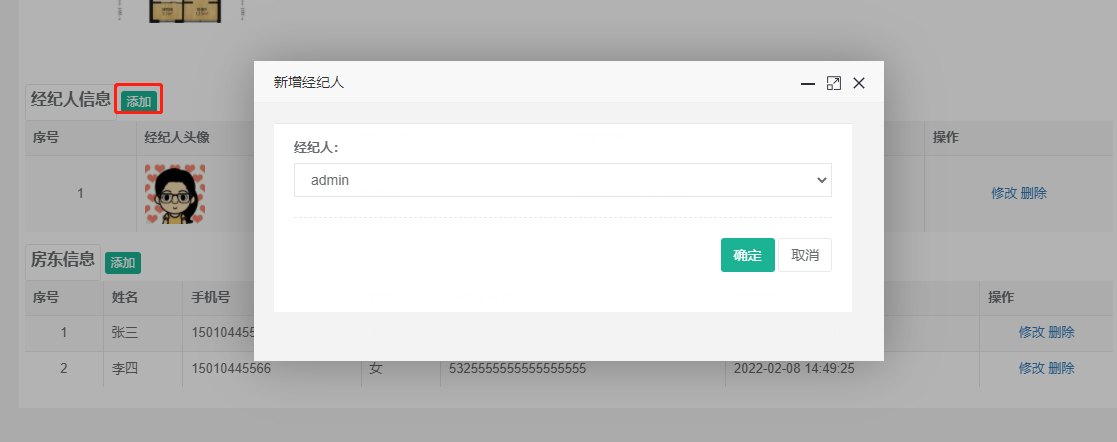 新增经纪人
经纪人信息 添加
序号 经纪人头像 操作
经纪人：
admin
1 修改 删除
确定 取消
房东信息 添加
序号 姓名 手机号 操作
1 张三 15010445 修改 删除
2 李四 15010445566 女 5325555555555555555 2022-02-08 14:49:25 修改 删除